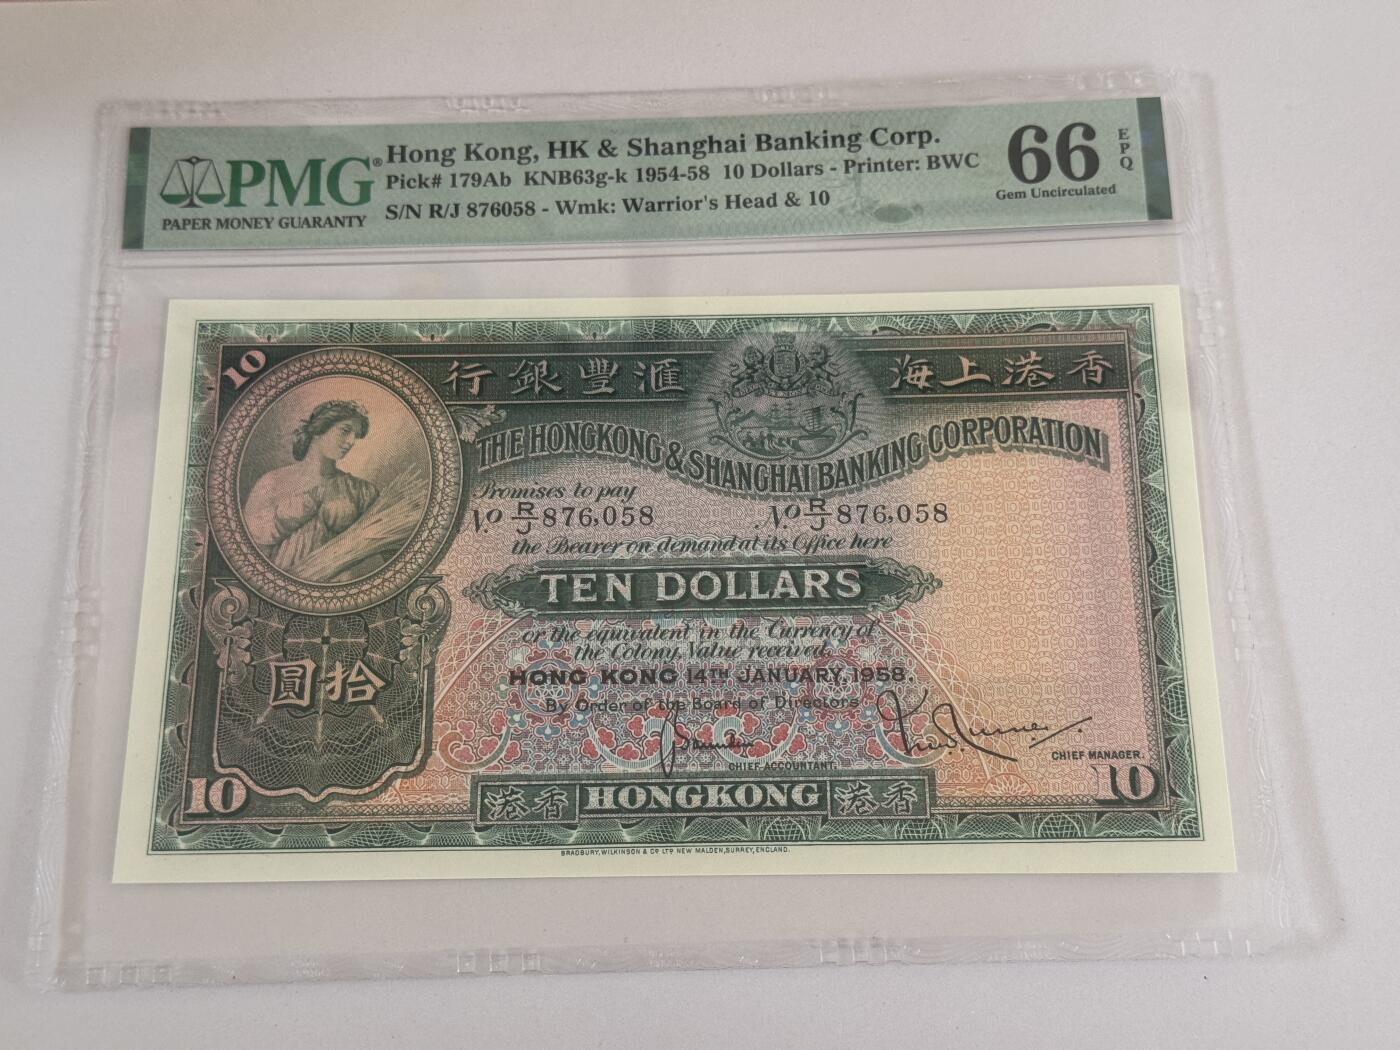 PMG®
PAPER MONEY GUARANTY
Hong Kong, HK & Shanghai Banking Corp.
Pick# 179Ab KNB63g-k 1954-58 10 Dollars - Printer: BWC
S/N R/J 876058 - Wmk: Warrior's Head & 10
66 EPQ
Gem Uncirculated
10
行銀豐滙 海上港香
THE HONGKONG & SHANGHAI BANKING CORPORATION
Promises to pay
No. R/J 876,058 No. R/J 876,058
the Bearer on demand at its Office here
TEN DOLLARS
or the equivalent in the Currency of
the Colony, Value received.
圓拾
HONG KONG 14TH JANUARY, 1958.
By Order of the Board of Directors
CHIEF ACCOUNTANT.
CHIEF MANAGER.
10 港香 HONGKONG 港香 10
BRADBURY, WILKINSON & CO LTD NEW MALDEN, SURREY, ENGLAND.